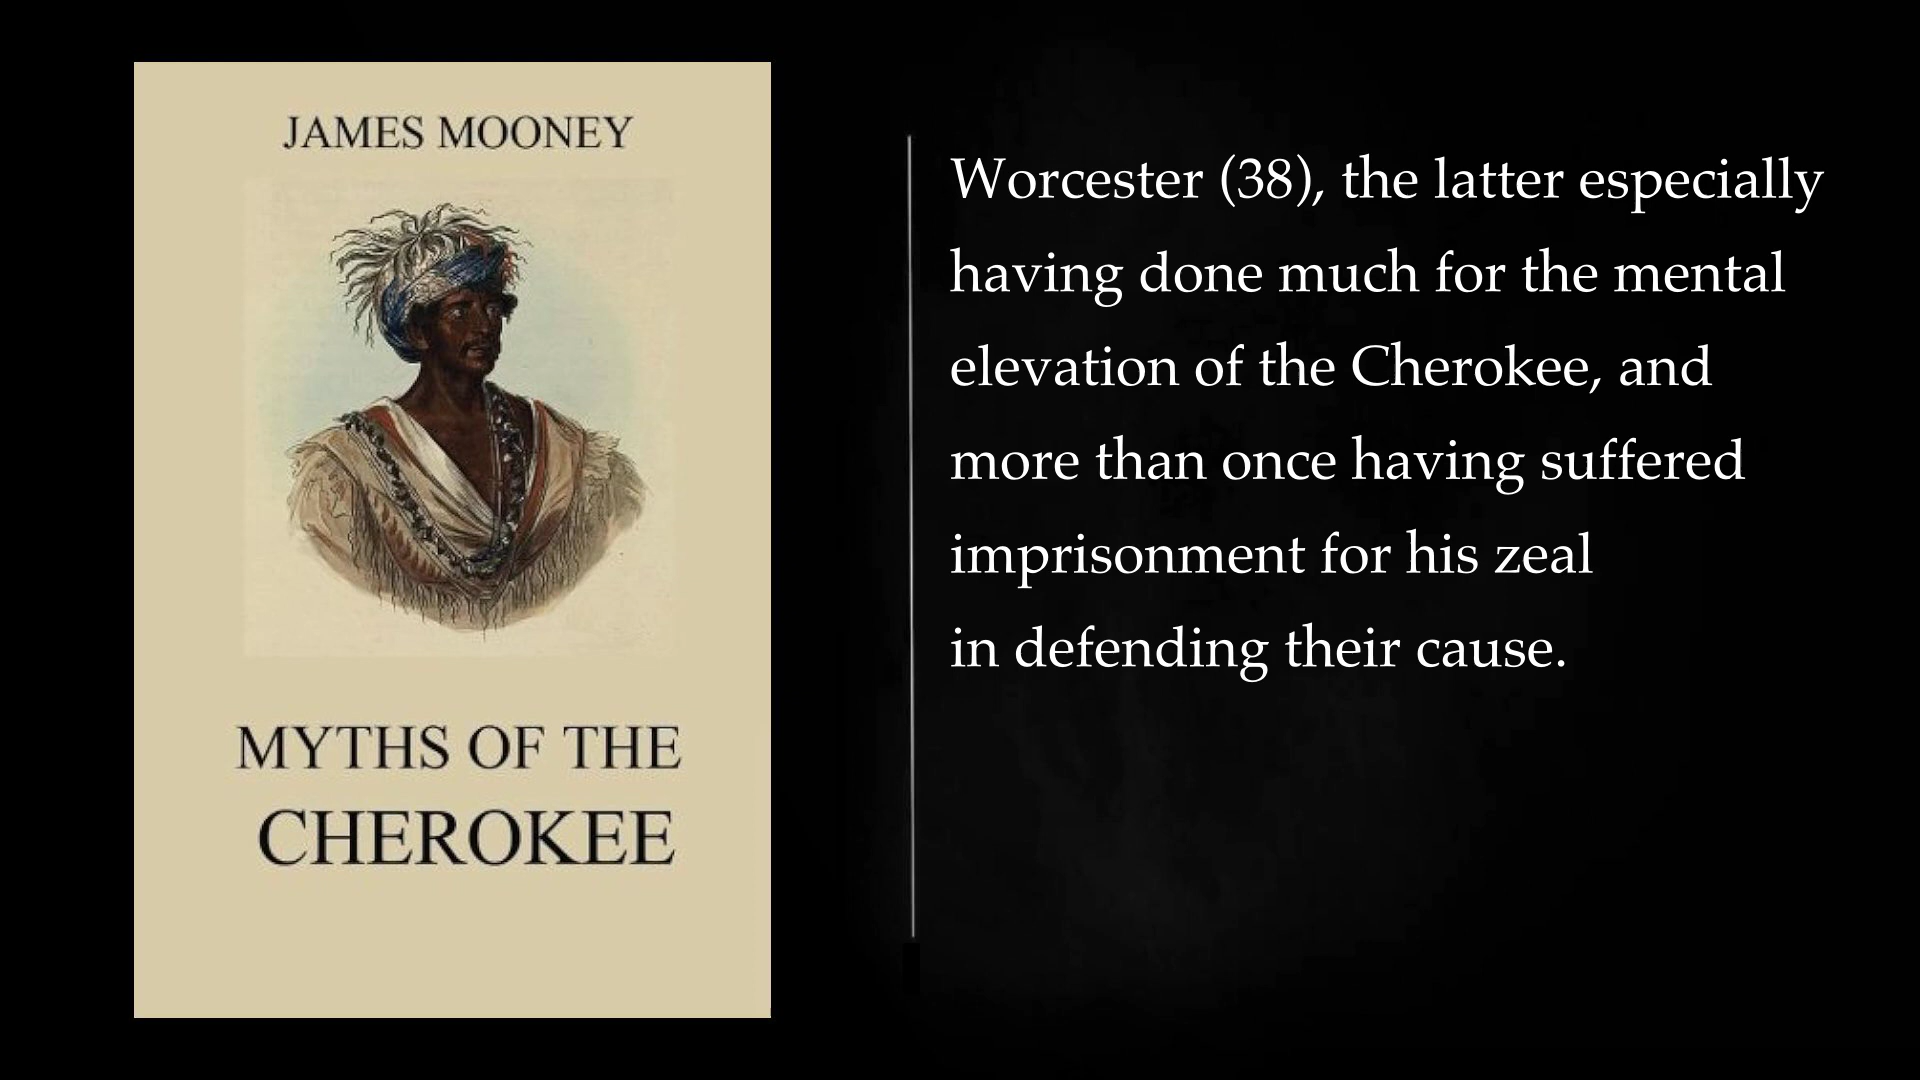 JAMES MOONEY
MYTHS OF THE
CHEROKEE
Worcester (38), the latter especially
having done much for the mental
elevation of the Cherokee, and
more than once having suffered
imprisonment for his zeal
in defending their cause.